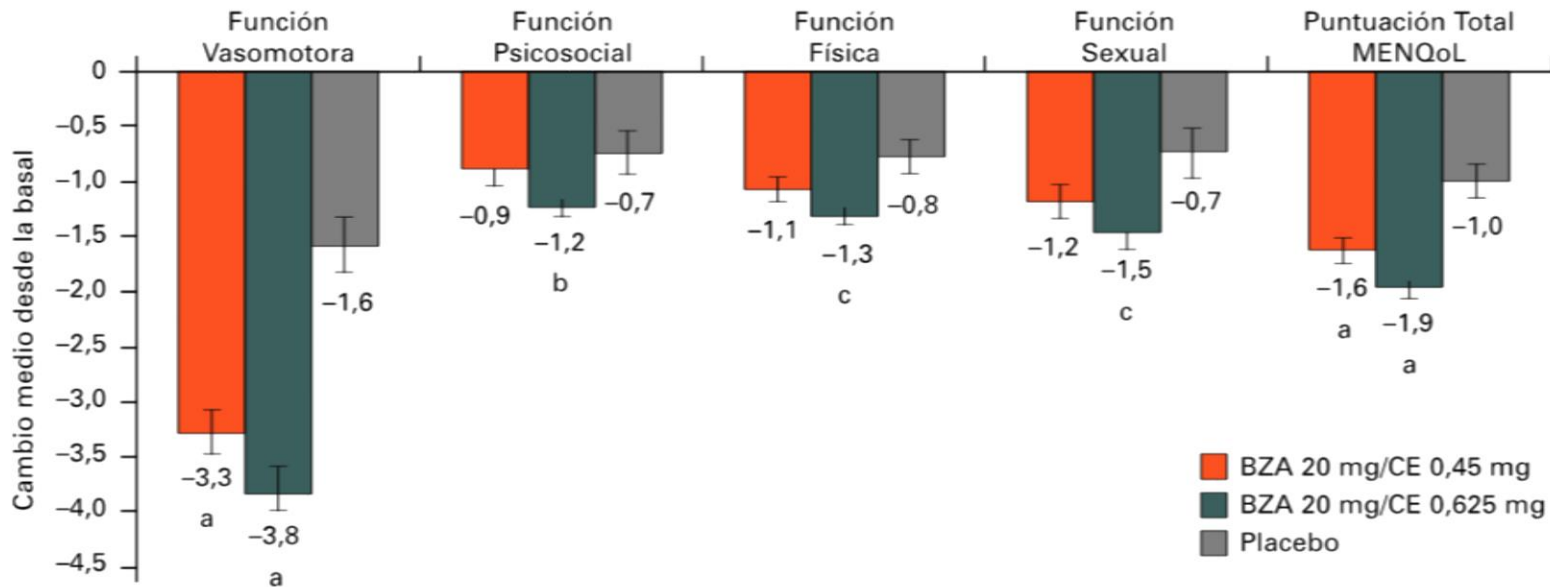 Función
Vasomotora
Función
Psicosocial
Función
Física
Función
Sexual
Puntuación Total
MENQoL
Cambio medio desde la basal
0
–0,5
–1,0
–1,5
–2,0
–2,5
–3,0
–3,5
–4,0
–4,5
–3,3
a
–3,8
a
–1,6
–0,9
–1,2
b
–0,7
–1,1
–1,3
c
–0,8
–1,2
–1,5
c
–0,7
–1,6
a
–1,9
a
–1,0
BZA 20 mg/CE 0,45 mg
BZA 20 mg/CE 0,625 mg
Placebo